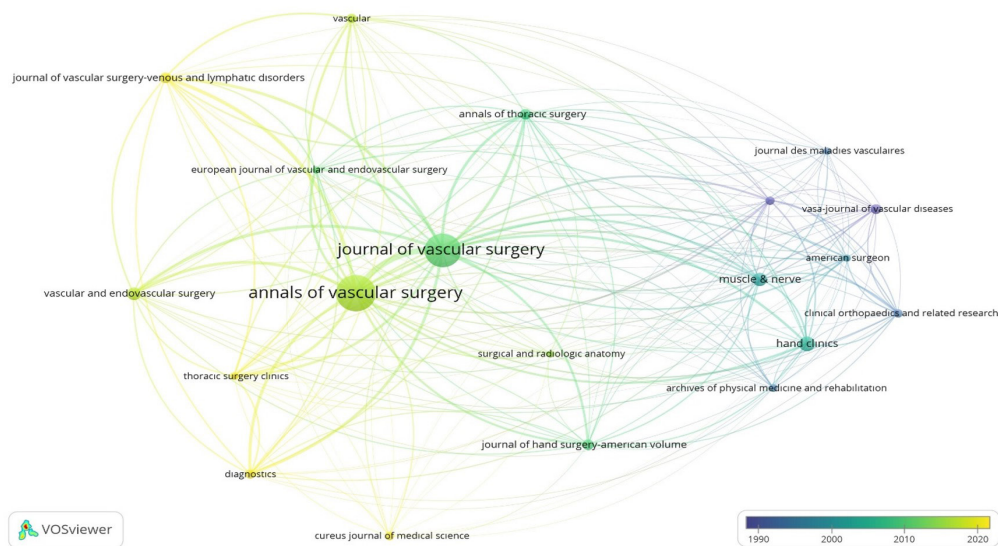 vascular
journal of vascular surgery-venous and lymphatic disorders
annals of thoracic surgery
journal des maladies vasculaires
european journal of vascular and endovascular surgery
vasa-journal of vascular diseases
journal of vascular surgery
american surgeon
muscle & nerve
annals of vascular surgery
vascular and endovascular surgery
clinical orthopaedics and related research
hand clinics
surgical and radiologic anatomy
thoracic surgery clinics
archives of physical medicine and rehabilitation
journal of hand surgery-american volume
diagnostics
cureus journal of medical science
VOSviewer
1990 2000 2010 2020